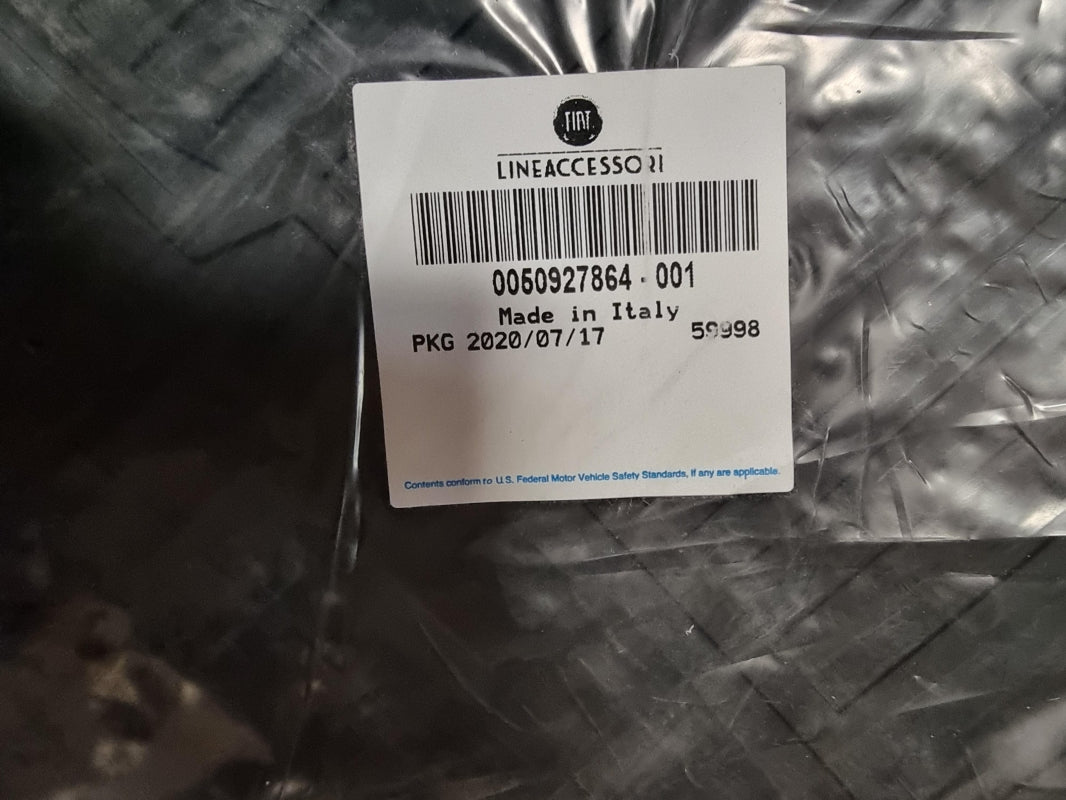 FIAT
LINEACCESSORI
0050927864-001
Made in Italy
PKG 2020/07/17 59998
Contents conform to U.S. Federal Motor Vehicle Safety Standards, If any are applicable.